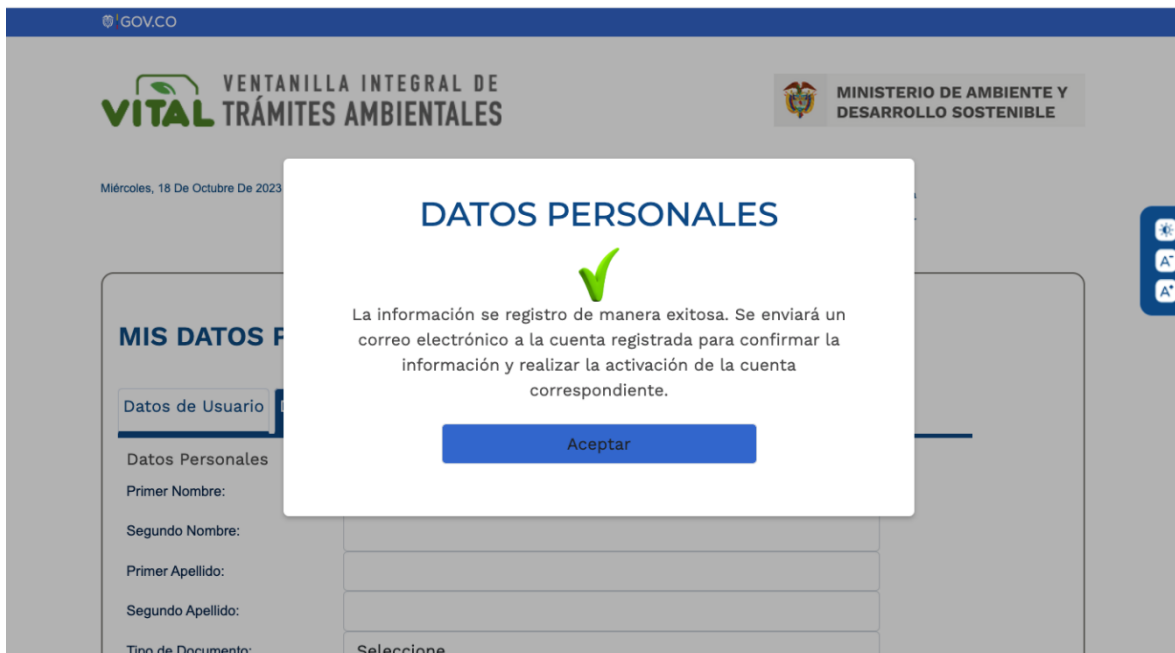 GOV.CO
VENTANILLA INTEGRAL DE
VITAL TRÁMITES AMBIENTALES
MINISTERIO DE AMBIENTE Y
DESARROLLO SOSTENIBLE
Miércoles, 18 De Octubre De 2023
DATOS PERSONALES
La información se registro de manera exitosa. Se enviará un
correo electrónico a la cuenta registrada para confirmar la
información y realizar la activación de la cuenta
correspondiente.
Aceptar
A-
A+
MIS DATOS P
Datos de Usuario
Datos Personales
Primer Nombre:
Segundo Nombre:
Primer Apellido:
Segundo Apellido:
Tipo de Documento:
Seleccione